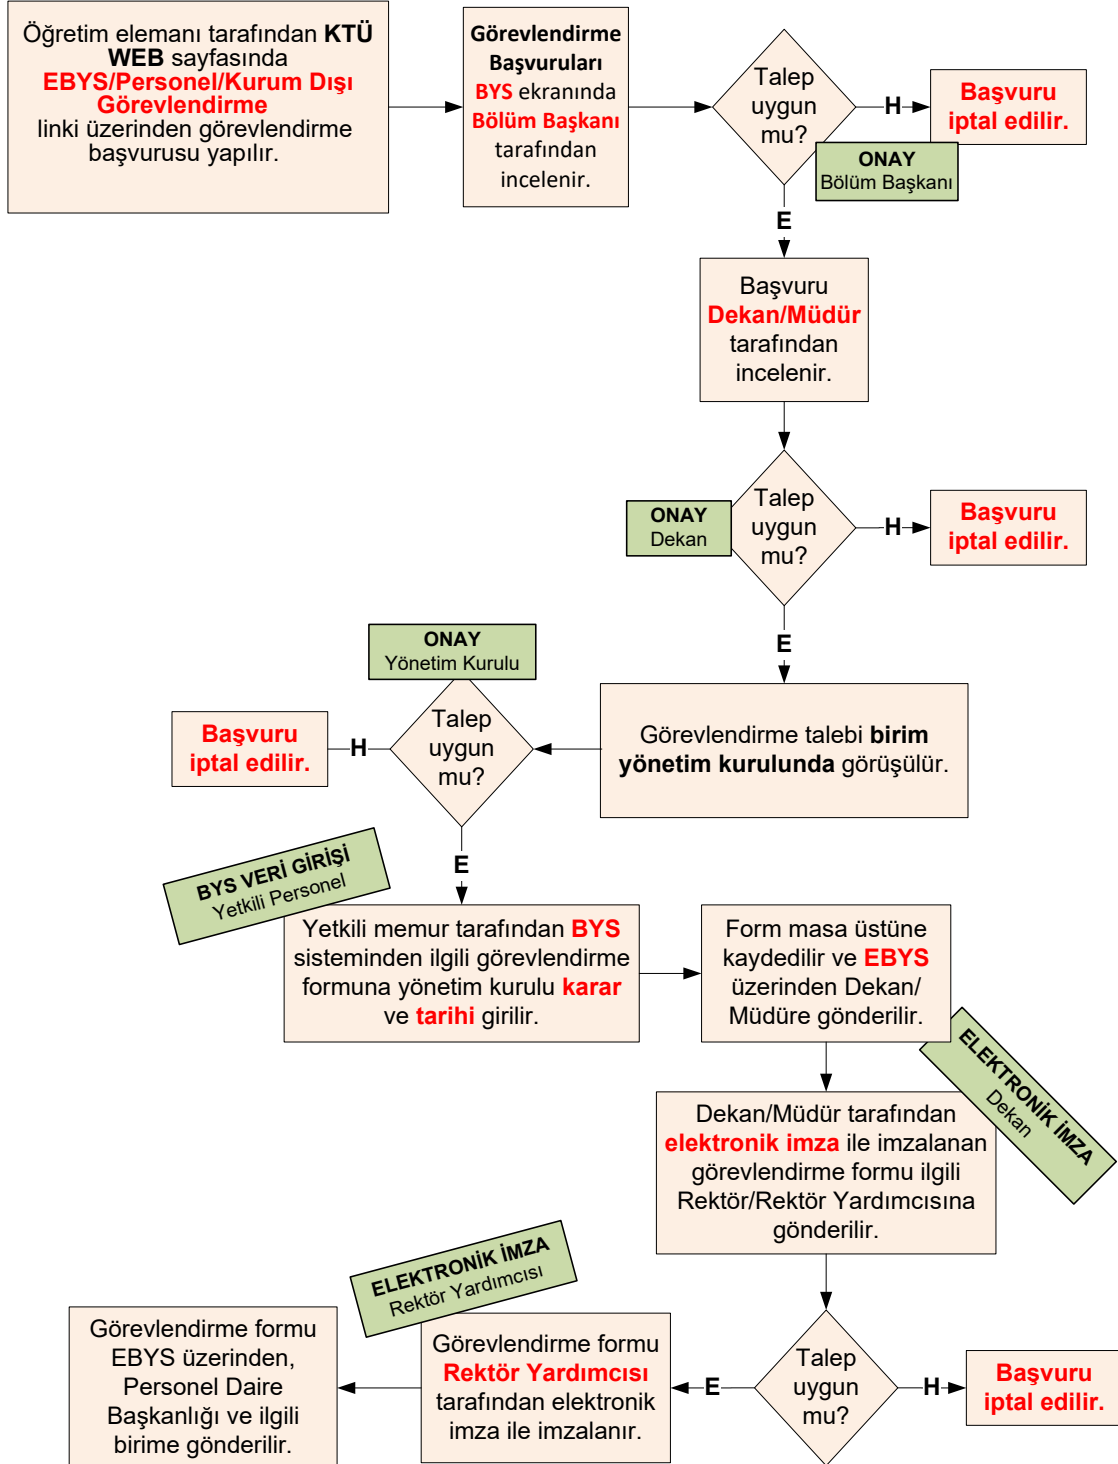 Öğretim elemanı tarafından KTÜ
WEB sayfasında
EBYS/Personel/Kurum Dışı
Görevlendirme
linki üzerinden görevlendirme
başvurusu yapılır.
Görevlendirme
Başvuruları
BYS ekranında
Bölüm Başkanı
tarafından
incelenir.
Talep
uygun
mu?
H
Başvuru
iptal edilir.
ONAY
Bölüm Başkanı
E
Başvuru
Dekan/Müdür
tarafından
incelenir.
ONAY
Dekan
Talep
uygun
mu?
H
Başvuru
iptal edilir.
E
Görevlendirme talebi birim
yönetim kurulunda görüşülür.
ONAY
Yönetim Kurulu
Talep
uygun
mu?
H
Başvuru
iptal edilir.
E
BYS VERİ GİRİŞİ
Yetkili Personel
Yetkili memur tarafından BYS
sisteminden ilgili görevlendirme
formuna yönetim kurulu karar
ve tarihi girilir.
Form masa üstüne
kaydedilir ve EBYS
üzerinden Dekan/
Müdüre gönderilir.
ELEKTRONİK İMZA
Dekan
Dekan/Müdür tarafından
elektronik imza ile imzalanan
görevlendirme formu ilgili
Rektör/Rektör Yardımcısına
gönderilir.
Talep
uygun
mu?
H
Başvuru
iptal edilir.
E
ELEKTRONİK İMZA
Rektör Yardımcısı
Görevlendirme formu
Rektör Yardımcısı
tarafından elektronik
imza ile imzalanır.
Görevlendirme formu
EBYS üzerinden,
Personel Daire
Başkanlığı ve ilgili
birime gönderilir.